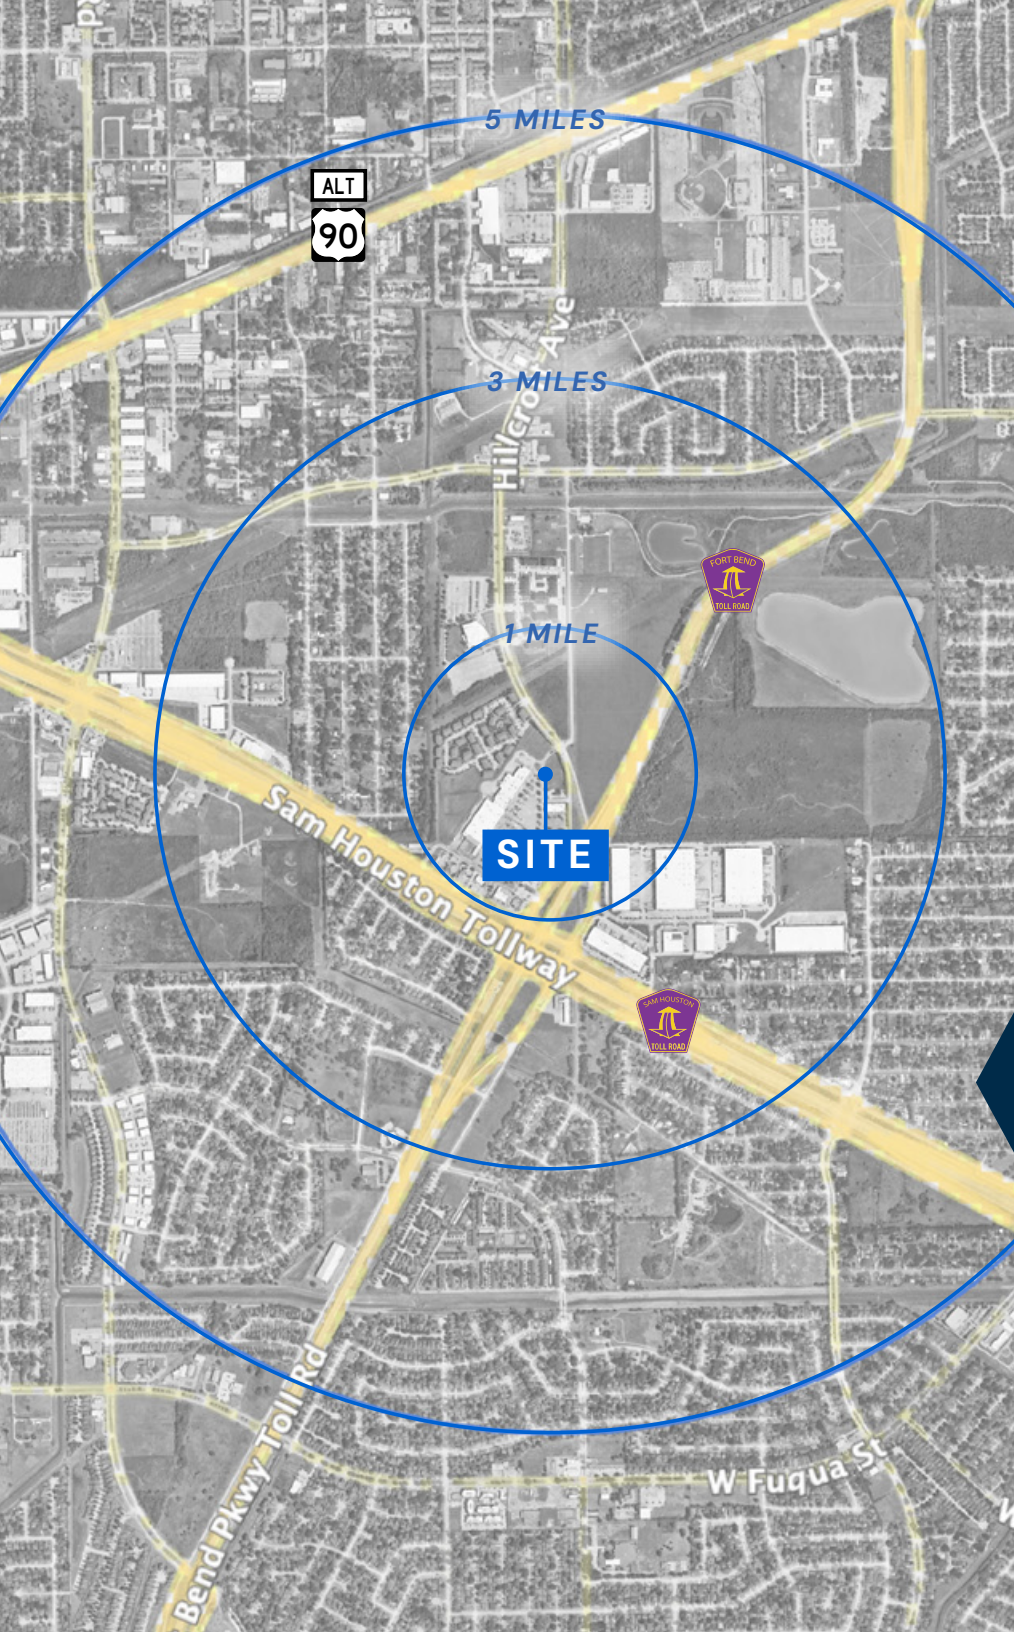 5 MILES
ALT
90
Ave
3 MILES
Hillcro
FORT BEND
TOLL ROAD
1 MILE
SITE
Sam Houston Tollway
SAM HOUSTON
TOLL ROAD
Bend Pkwy Toll Rd
W Fuqua St
W